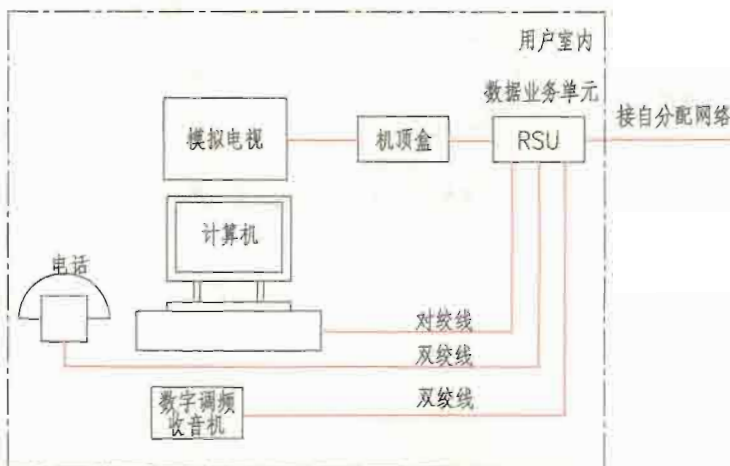 用户室内
数据业务单元
接自分配网络
模拟电视
机顶盒
RSU
计算机
电话
对绞线
双绞线
数字调频
收音机
双绞线